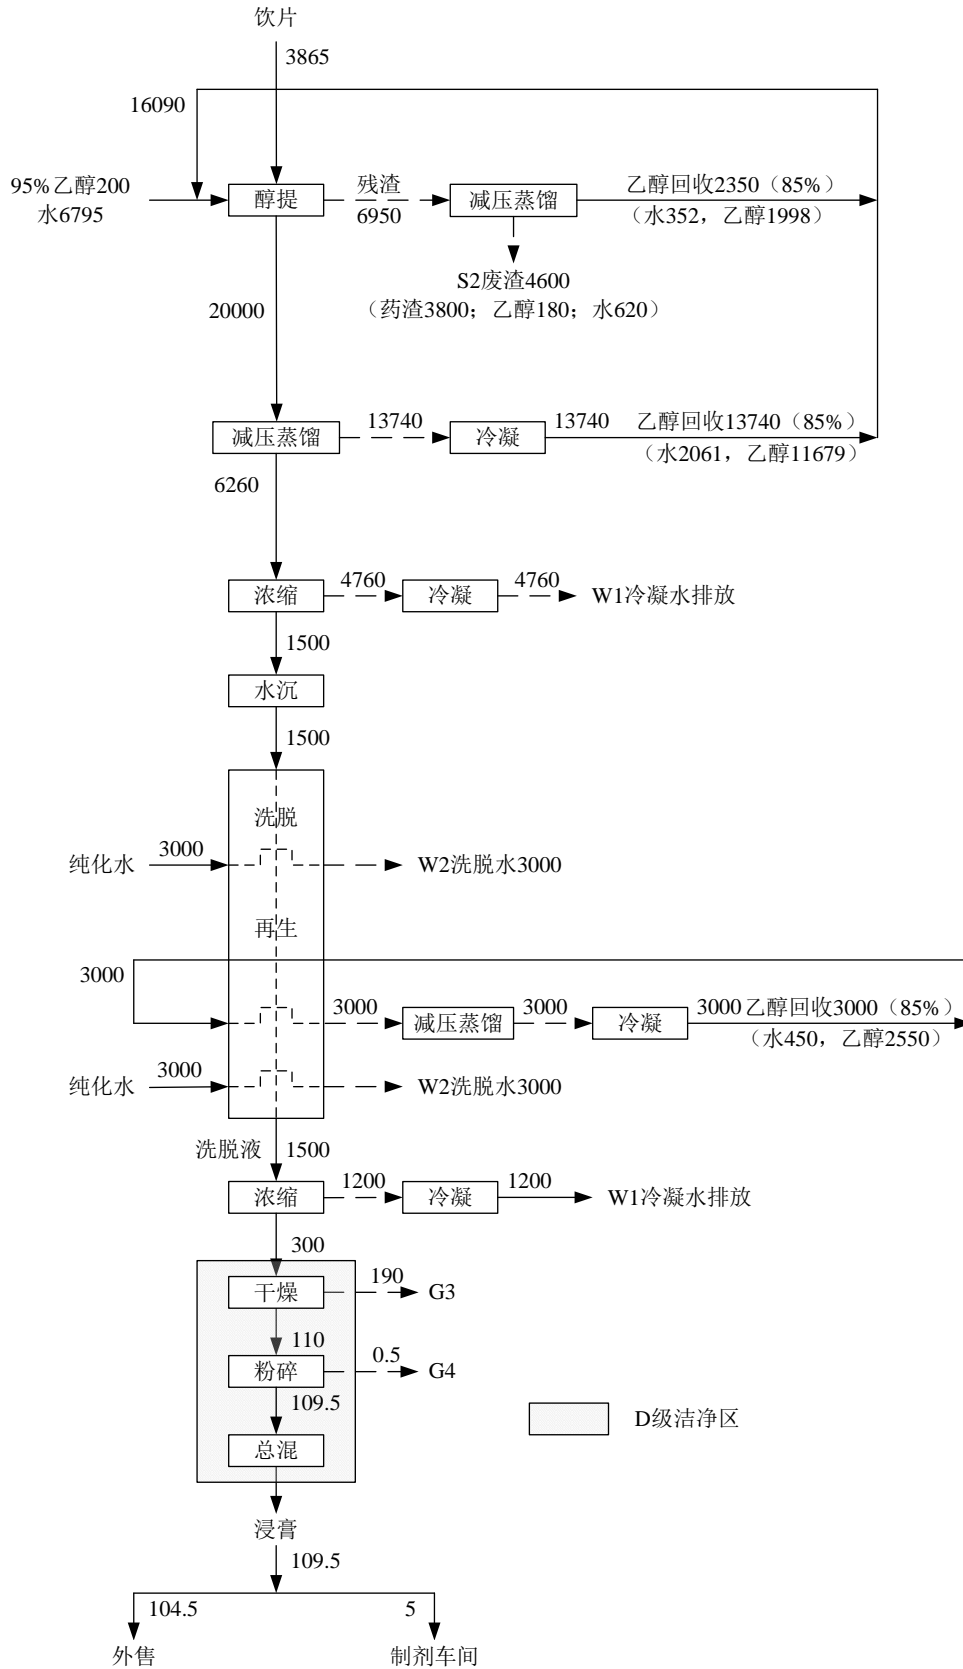 饮片
3865
16090
95%乙醇200
水6795
醇提
残渣
6950
减压蒸馏
乙醇回收2350（85%）
（水352，乙醇1998）
S2废渣4600
（药渣3800；乙醇180；水620）
20000
减压蒸馏
13740
冷凝
13740
乙醇回收13740（85%）
（水2061，乙醇11679）
6260
浓缩
4760
冷凝
4760
W1冷凝水排放
1500
水沉
1500
洗脱
纯化水
3000
W2洗脱水3000
再生
3000
3000
减压蒸馏
3000
冷凝
3000
乙醇回收3000（85%）
（水450，乙醇2550）
纯化水
3000
W2洗脱水3000
洗脱液
1500
浓缩
1200
冷凝
1200
W1冷凝水排放
300
干燥
190
G3
110
粉碎
0.5
G4
109.5
总混
D级洁净区
浸膏
109.5
104.5
5
外售
制剂车间